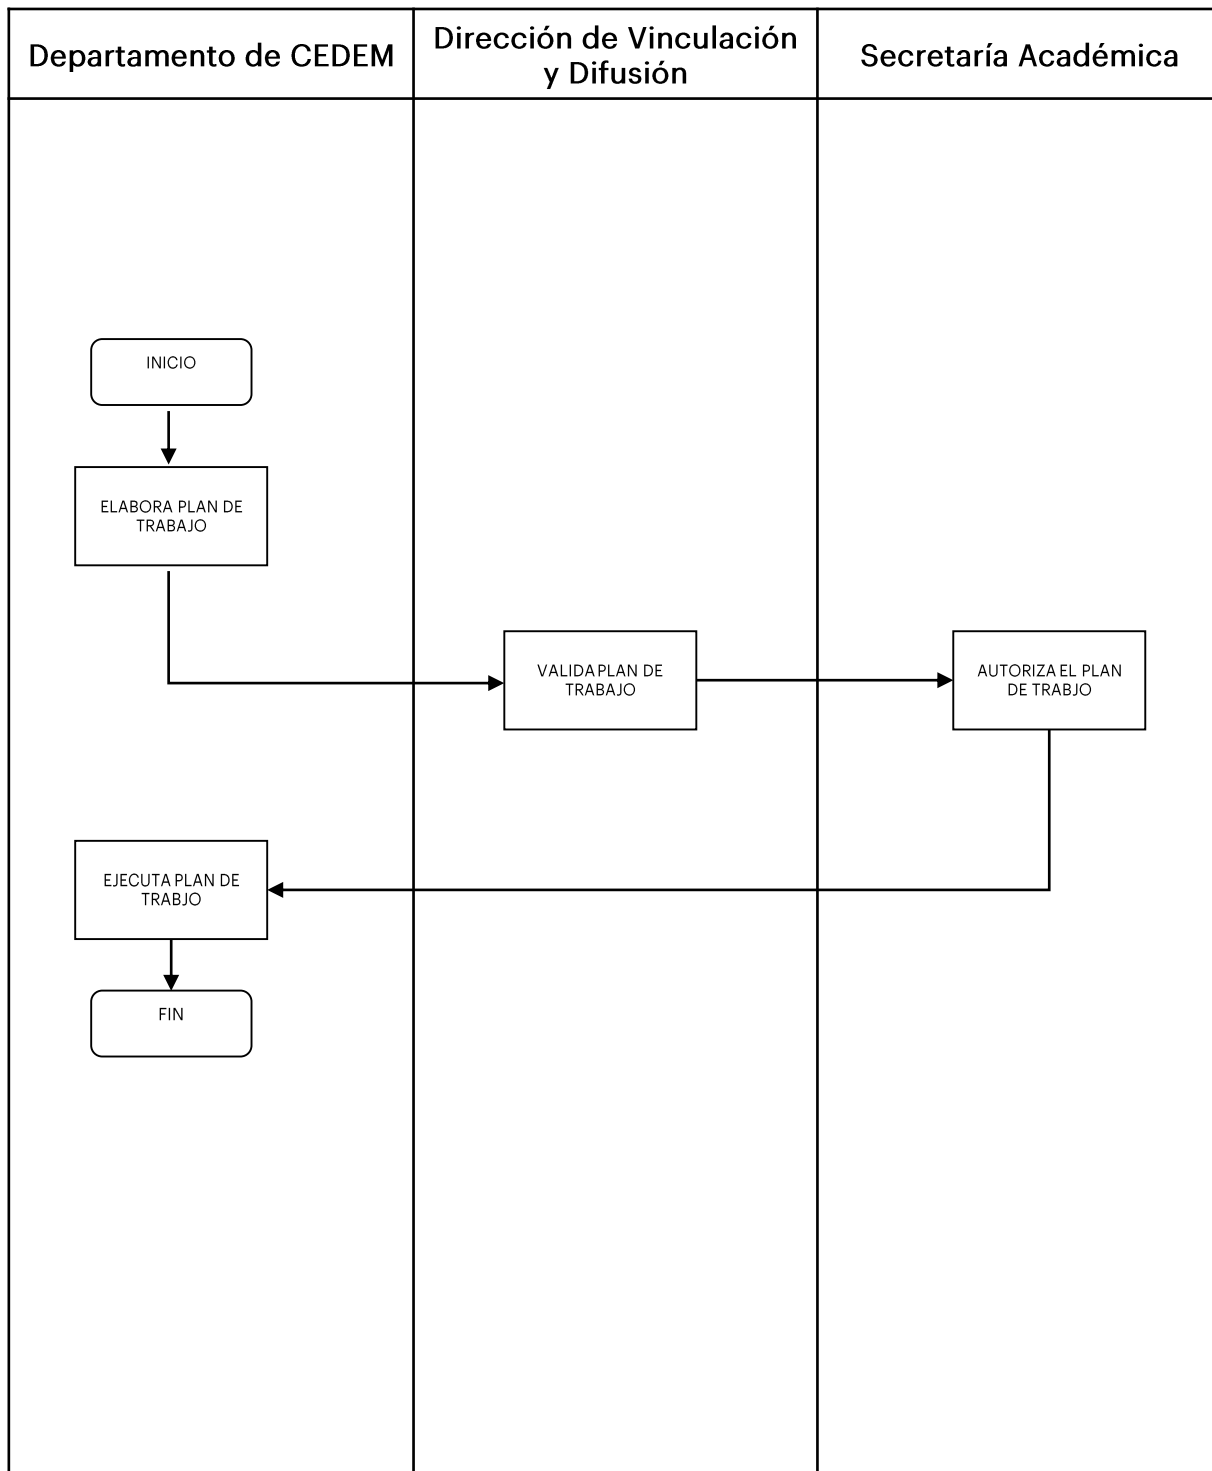 Departamento de CEDEM
Dirección de Vinculación
y Difusión
Secretaría Académica
INICIO
ELABORA PLAN DE
TRABAJO
VALIDA PLAN DE
TRABAJO
AUTORIZA EL PLAN
DE TRABJO
EJECUTA PLAN DE
TRABJO
FIN